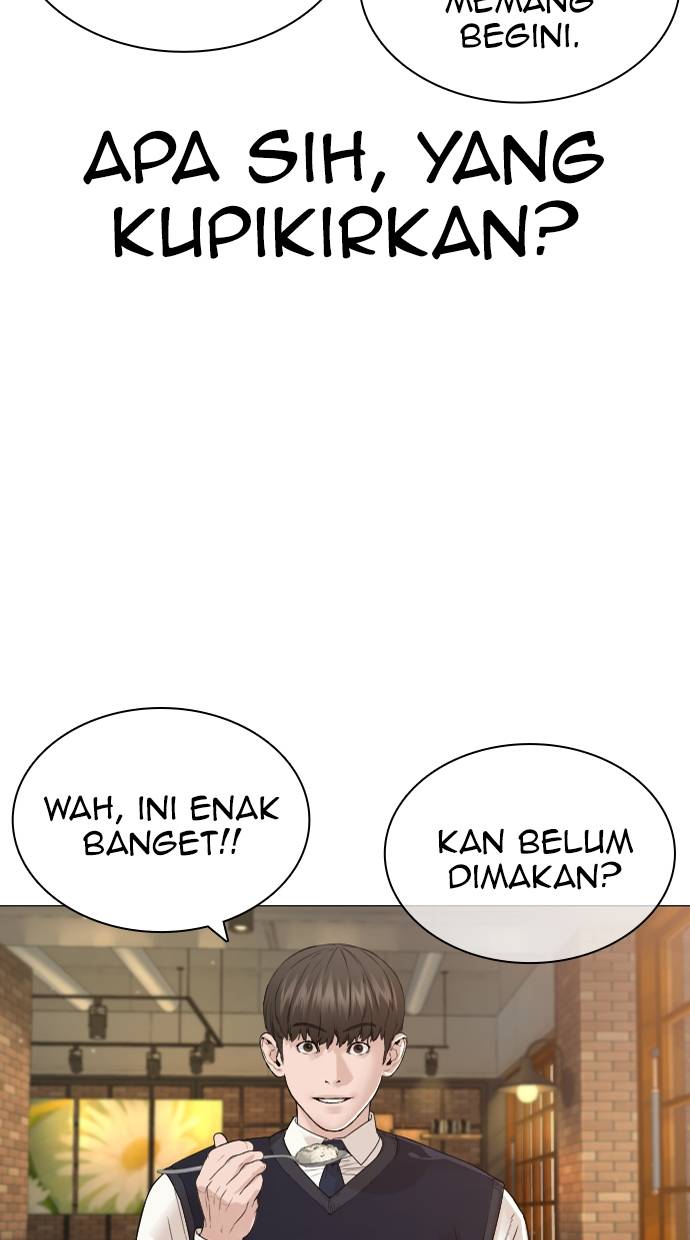 MEMANG
BEGINI.
APA SIH, YANG
KUPIKIRKAN?
WAH, INI ENAK
BANGET!!
KAN BELUM
DIMAKAN?